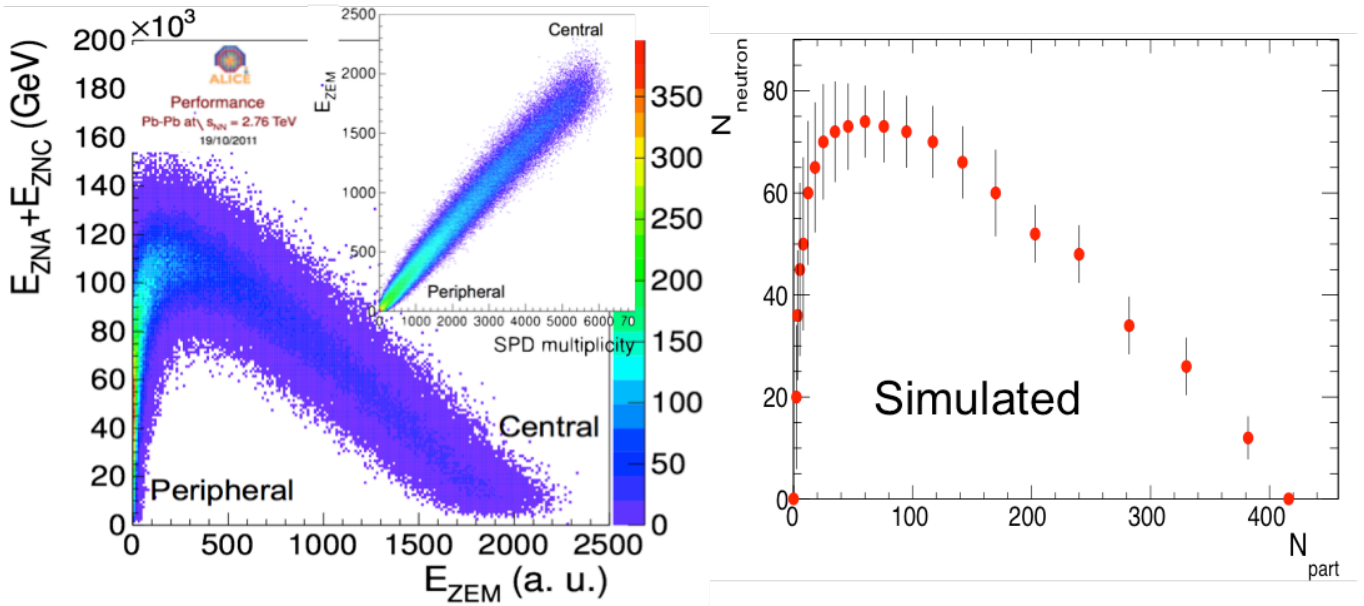 ×10³
200
180
160
140
120
100
80
60
40
20
0
E_ZNA+E_ZNC (GeV)
ALICE
Performance
Pb-Pb at\ s_NN = 2.76 TeV
19/10/2011
Peripheral
Central
0 500 1000 1500 2000 2500
E_ZEM (a. u.)
2500
2000
1500
1000
500
0
E_ZEM
Central
Peripheral
0 1000 2000 3000 4000 5000 6000 70
SPD multiplicity
350
300
250
200
150
100
50
0
N_neutron
80
60
40
20
0
Simulated
0 100 200 300 400
N_part